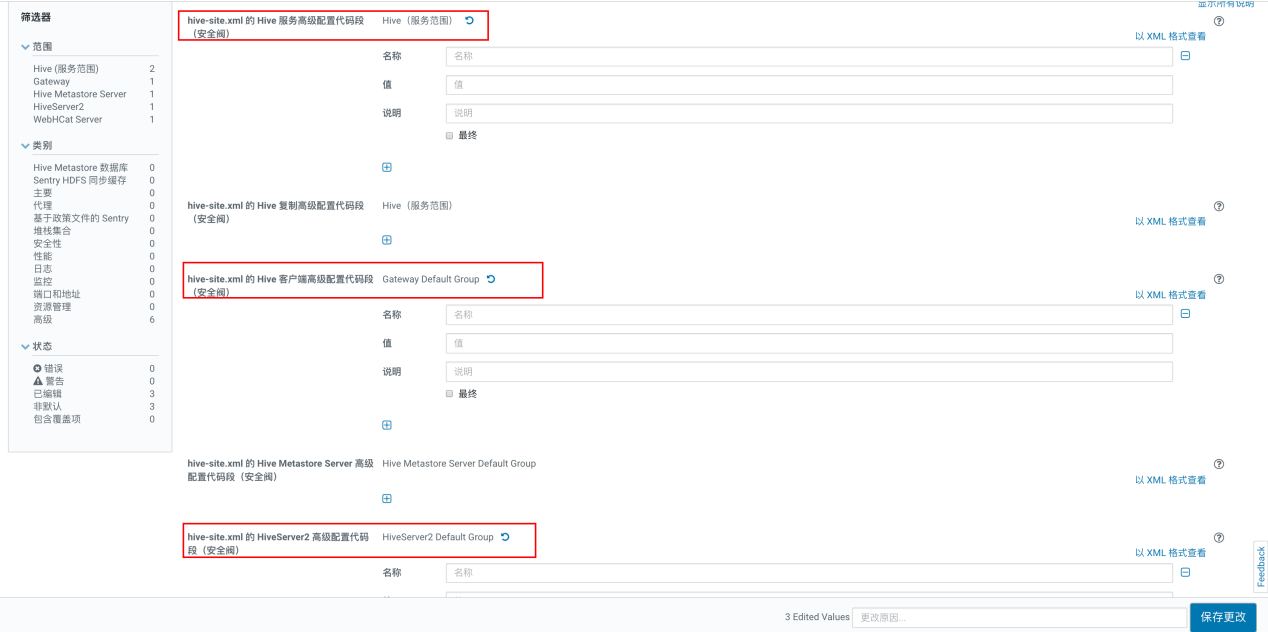 显示所有说明
筛选器
范围
Hive (服务范围) 2
Gateway 1
Hive Metastore Server 1
HiveServer2 1
WebHCat Server 1
类别
Hive Metastore 数据库 0
Sentry HDFS 同步缓存 0
主要 0
代理 0
基于政策文件的 Sentry 0
堆栈集合 0
安全性 0
性能 0
日志 0
监控 0
端口和地址 0
资源管理 0
高级 6
状态
错误 0
警告 0
已编辑 3
非默认 3
包含覆盖项 0
hive-site.xml 的 Hive 服务高级配置代码段 Hive（服务范围）
（安全阀）
以 XML 格式查看
名称 名称
值 值
说明 说明
最终
hive-site.xml 的 Hive 复制高级配置代码段 Hive（服务范围）
（安全阀）
以 XML 格式查看
hive-site.xml 的 Hive 客户端高级配置代码段 Gateway Default Group
（安全阀）
以 XML 格式查看
名称 名称
值 值
说明 说明
最终
hive-site.xml 的 Hive Metastore Server 高级 Hive Metastore Server Default Group
配置代码段（安全阀）
以 XML 格式查看
hive-site.xml 的 HiveServer2 高级配置代码 HiveServer2 Default Group
段（安全阀）
以 XML 格式查看
名称 名称
Feedback
3 Edited Values 更改原因... 保存更改